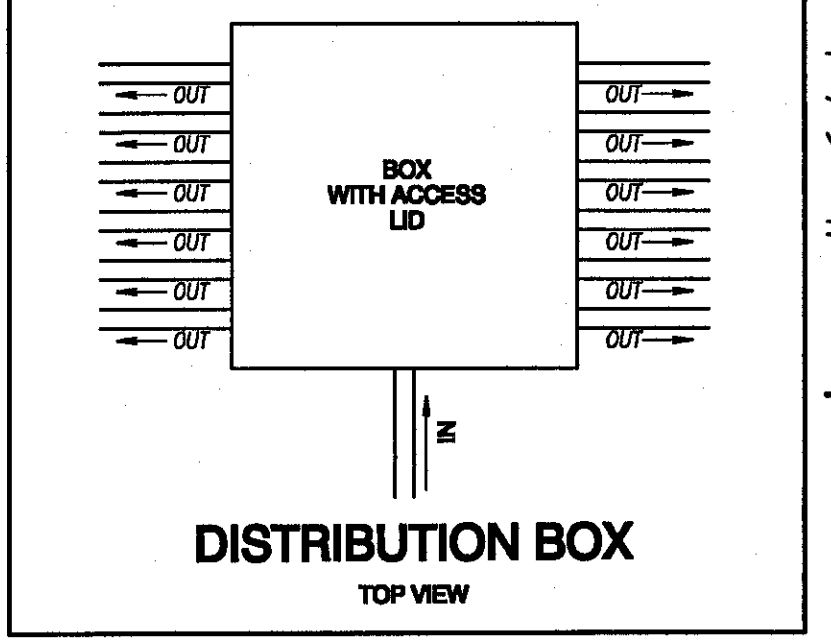 OUT OUT
OUT OUT
BOX
OUT WITH ACCESS OUT
LID
OUT OUT
OUT OUT
OUT OUT
IN
DISTRIBUTION BOX
TOP VIEW